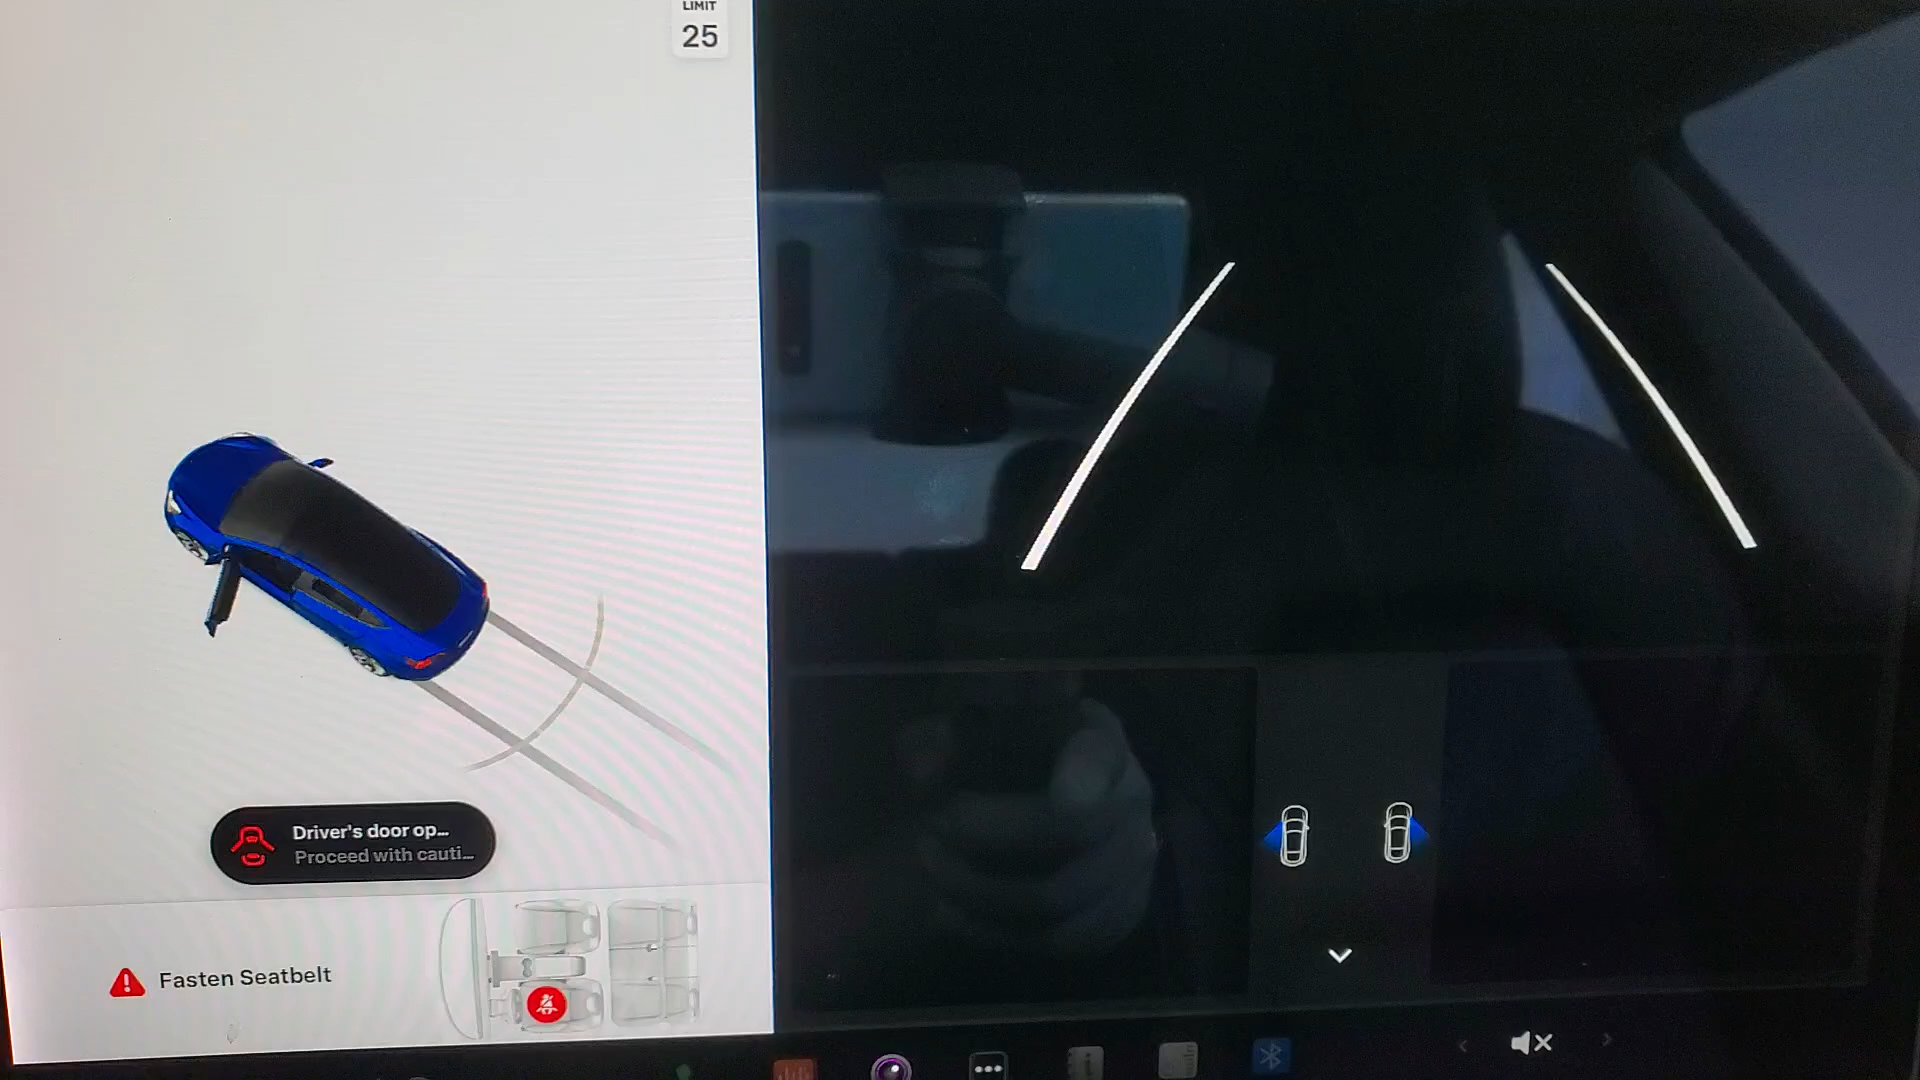 LIMIT
25
Driver's door op...
Proceed with cauti...
Fasten Seatbelt